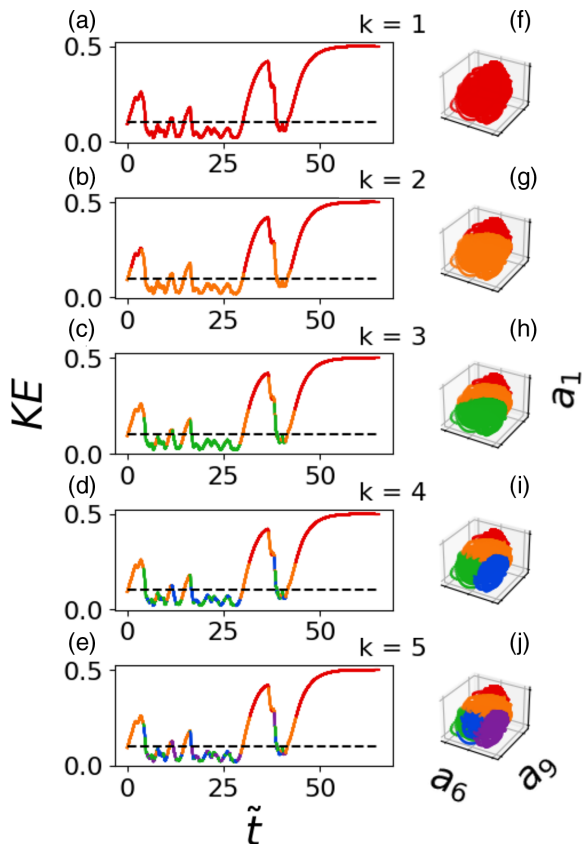 (a) k = 1 (f)
0.5
0.0
0 25 50
(b) k = 2 (g)
0.5
0.0
0 25 50
(c) k = 3 (h)
0.5
0.0
0 25 50
KE
a1
(d) k = 4 (i)
0.5
0.0
0 25 50
(e) k = 5 (j)
0.5
0.0
0 25 50
t̃
a6 a9